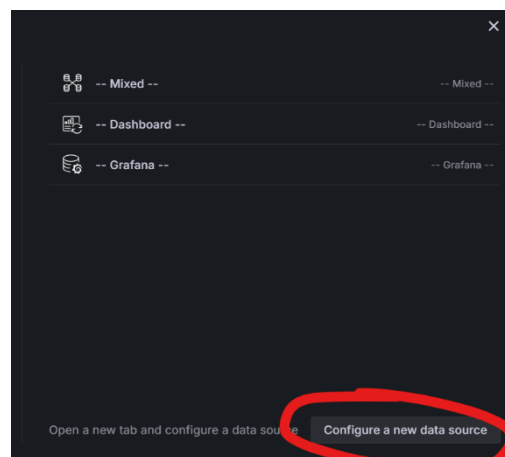 -- Mixed -- -- Mixed --
-- Dashboard -- -- Dashboard --
-- Grafana -- -- Grafana --
Open a new tab and configure a data source Configure a new data source